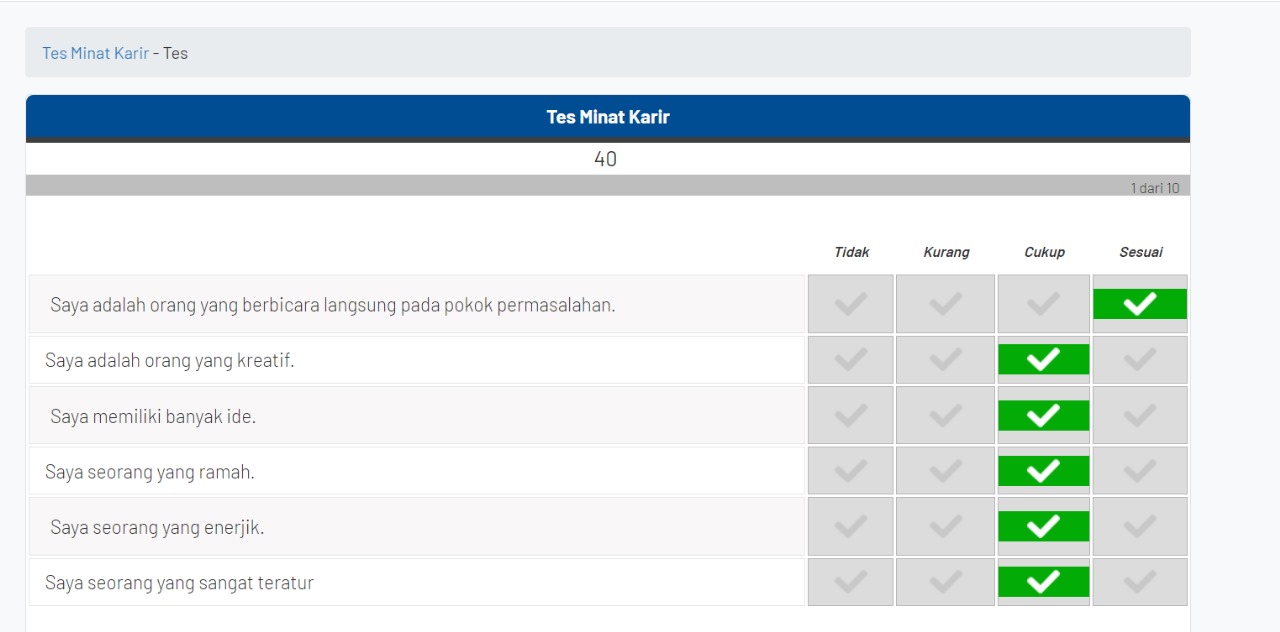 Tes Minat Karir - Tes
Tes Minat Karir
40
1 dari 10
Tidak Kurang Cukup Sesuai
Saya adalah orang yang berbicara langsung pada pokok permasalahan.
Saya adalah orang yang kreatif.
Saya memiliki banyak ide.
Saya seorang yang ramah.
Saya seorang yang enerjik.
Saya seorang yang sangat teratur